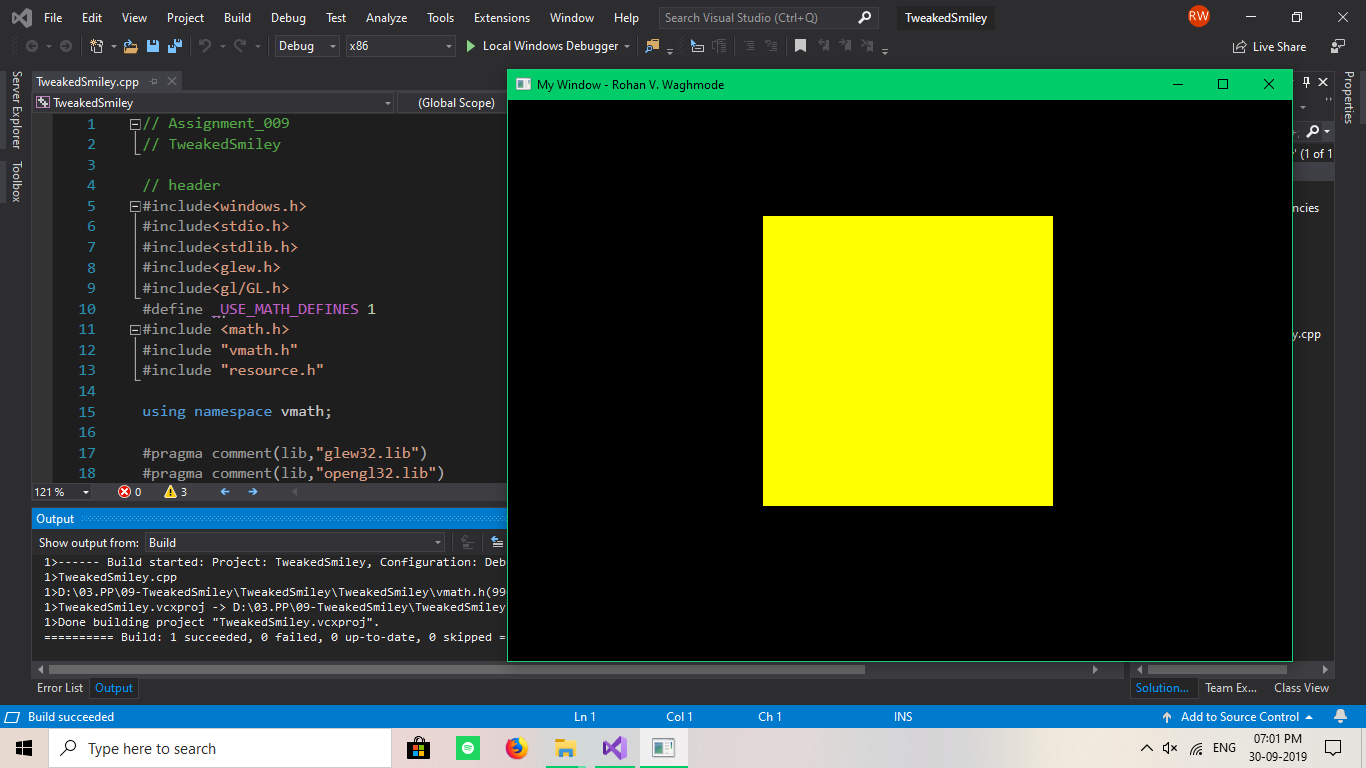 File Edit View Project Build Debug Test Analyze Tools Extensions Window Help Search Visual Studio (Ctrl+Q) TweakedSmiley RW
Debug x86 Local Windows Debugger Live Share
Server Explorer
Toolbox
TweakedSmiley.cpp
TweakedSmiley (Global Scope)
1 // Assignment_009
2 // TweakedSmiley
3
4 // header
5 #include<windows.h>
6 #include<stdio.h>
7 #include<stdlib.h>
8 #include<glew.h>
9 #include<gl/GL.h>
10 #define _USE_MATH_DEFINES 1
11 #include <math.h>
12 #include "vmath.h"
13 #include "resource.h"
14
15 using namespace vmath;
16
17 #pragma comment(lib,"glew32.lib")
18 #pragma comment(lib,"opengl32.lib")
121 % 0 3
My Window - Rohan V. Waghmode
Properties
' (1 of 1
ncies
y.cpp
Output
Show output from: Build
1>------ Build started: Project: TweakedSmiley, Configuration: Deb
1>TweakedSmiley.cpp
1>D:\03.PP\09-TweakedSmiley\TweakedSmiley\TweakedSmiley\vmath.h(99
1>TweakedSmiley.vcxproj -> D:\03.PP\09-TweakedSmiley\TweakedSmiley
1>Done building project "TweakedSmiley.vcxproj".
========== Build: 1 succeeded, 0 failed, 0 up-to-date, 0 skipped =
Error List Output Solution... Team Ex... Class View
Build succeeded Ln 1 Col 1 Ch 1 INS Add to Source Control
Type here to search ENG 07:01 PM
30-09-2019